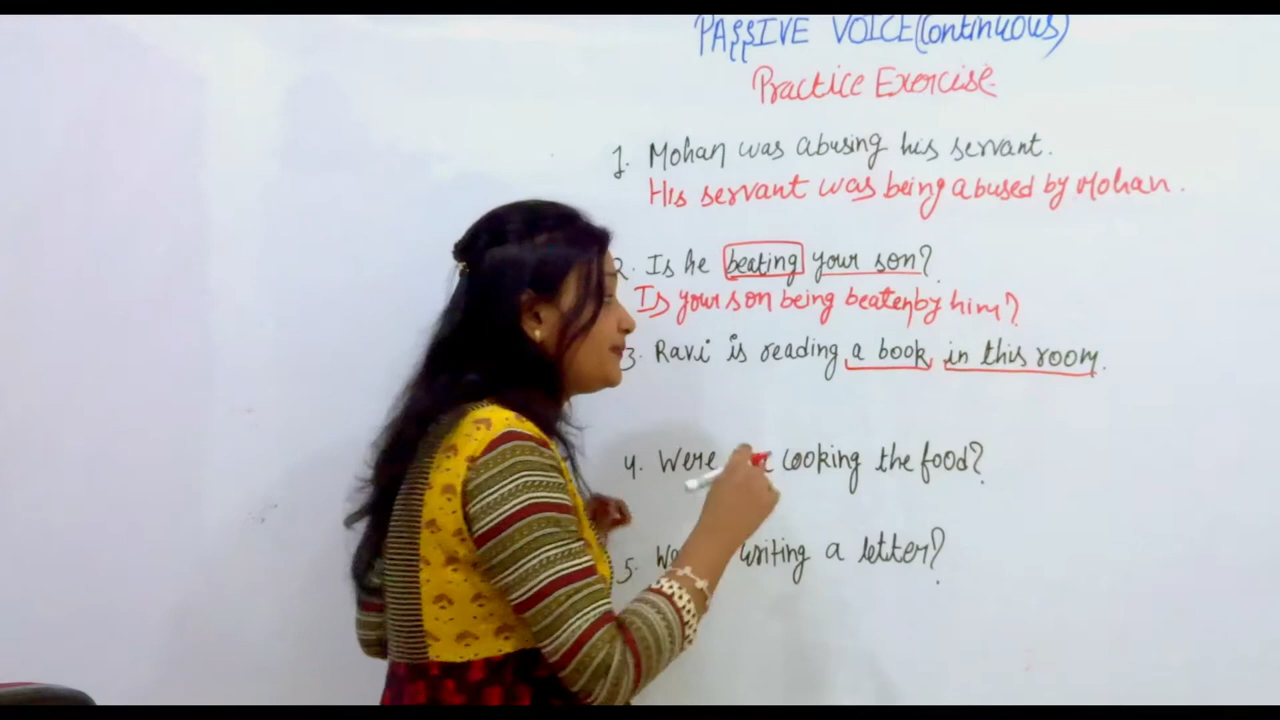 PASSIVE VOICE (Continuous)
Practice Exercise
1. Mohan was abusing his servant.
His servant was being abused by Mohan.
2. Is he beating your son?
Is your son being beaten by him?
3. Ravi is reading a book in this room.
4. Were cooking the food?
5. writing a letter?